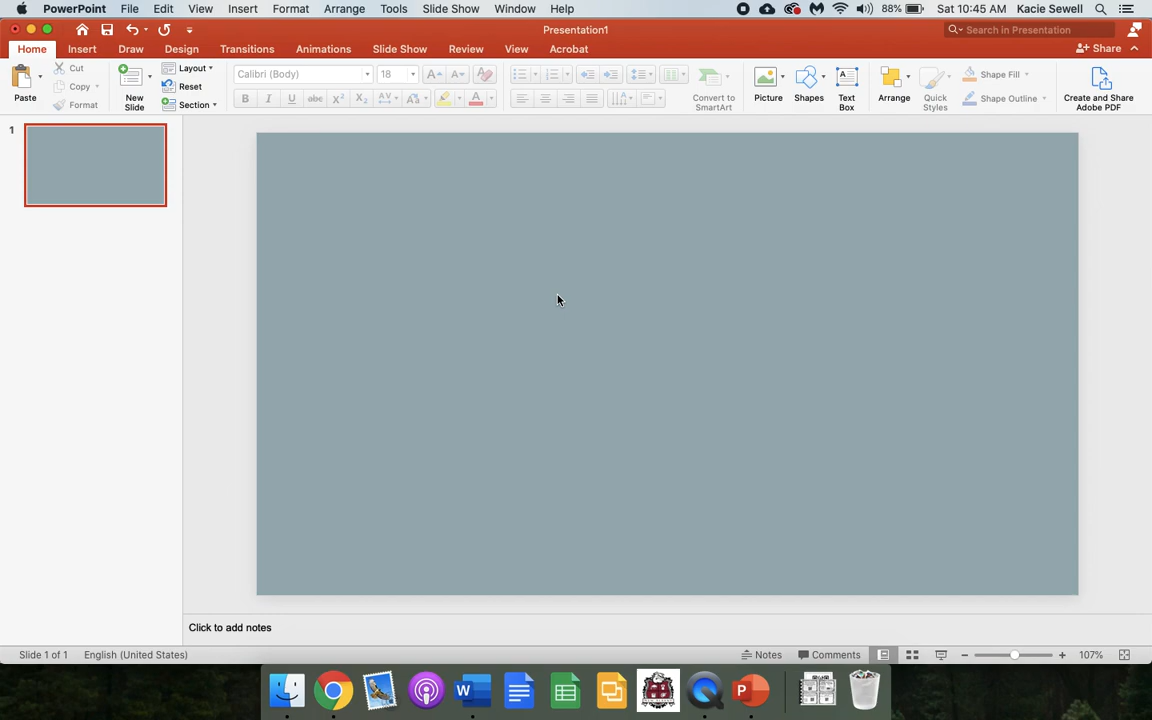 PowerPoint File Edit View Insert Format Arrange Tools Slide Show Window Help 88% Sat 10:45 AM Kacie Sewell
Presentation1 Search in Presentation
Home Insert Draw Design Transitions Animations Slide Show Review View Acrobat Share
Paste Cut Copy Format
New Slide Layout Reset Section
Calibri (Body) 18
B I U abc X² X₂ A
Convert to SmartArt
Picture Shapes Text Box Arrange Quick Styles
Shape Fill
Shape Outline
Create and Share Adobe PDF
1
Click to add notes
Slide 1 of 1 English (United States) Notes Comments 107%